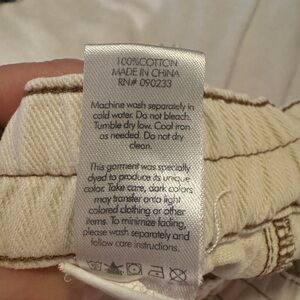 100%COTTON
MADE IN CHINA
RN# 090233
Machine wash separately in
cold water. Do not bleach.
Tumble dry low. Cool iron
as needed. Do not dry
clean.
This garment was specially
dyed to produce its unique
color. Take care, dark colors
may transfer onto light
colored clothing or other
items. To minimize fading,
please wash separately and
follow care instructions.